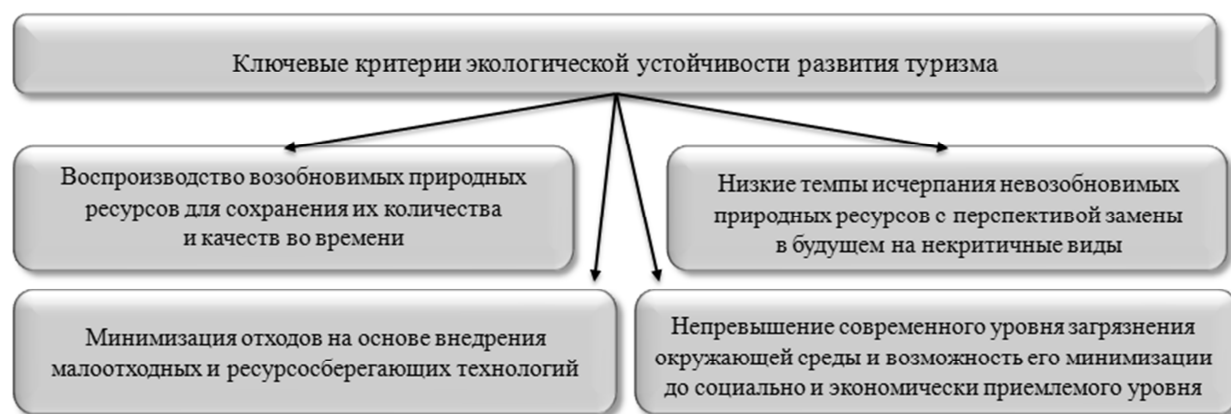 Ключевые критерии экологической устойчивости развития туризма
Воспроизводство возобновимых природных
ресурсов для сохранения их количества
и качеств во времени
Низкие темпы исчерпания невозобновимых
природных ресурсов с перспективой замены
в будущем на некритичные виды
Минимизация отходов на основе внедрения
малоотходных и ресурсосберегающих технологий
Непревышение современного уровня загрязнения
окружающей среды и возможность его минимизации
до социально и экономически приемлемого уровня